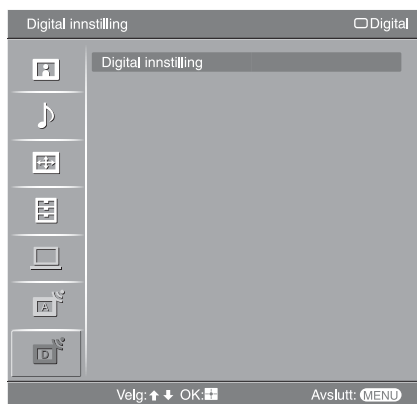 Digital innstilling Digital
Digital innstilling
A
D
Velg: OK: Avslutt: MENU